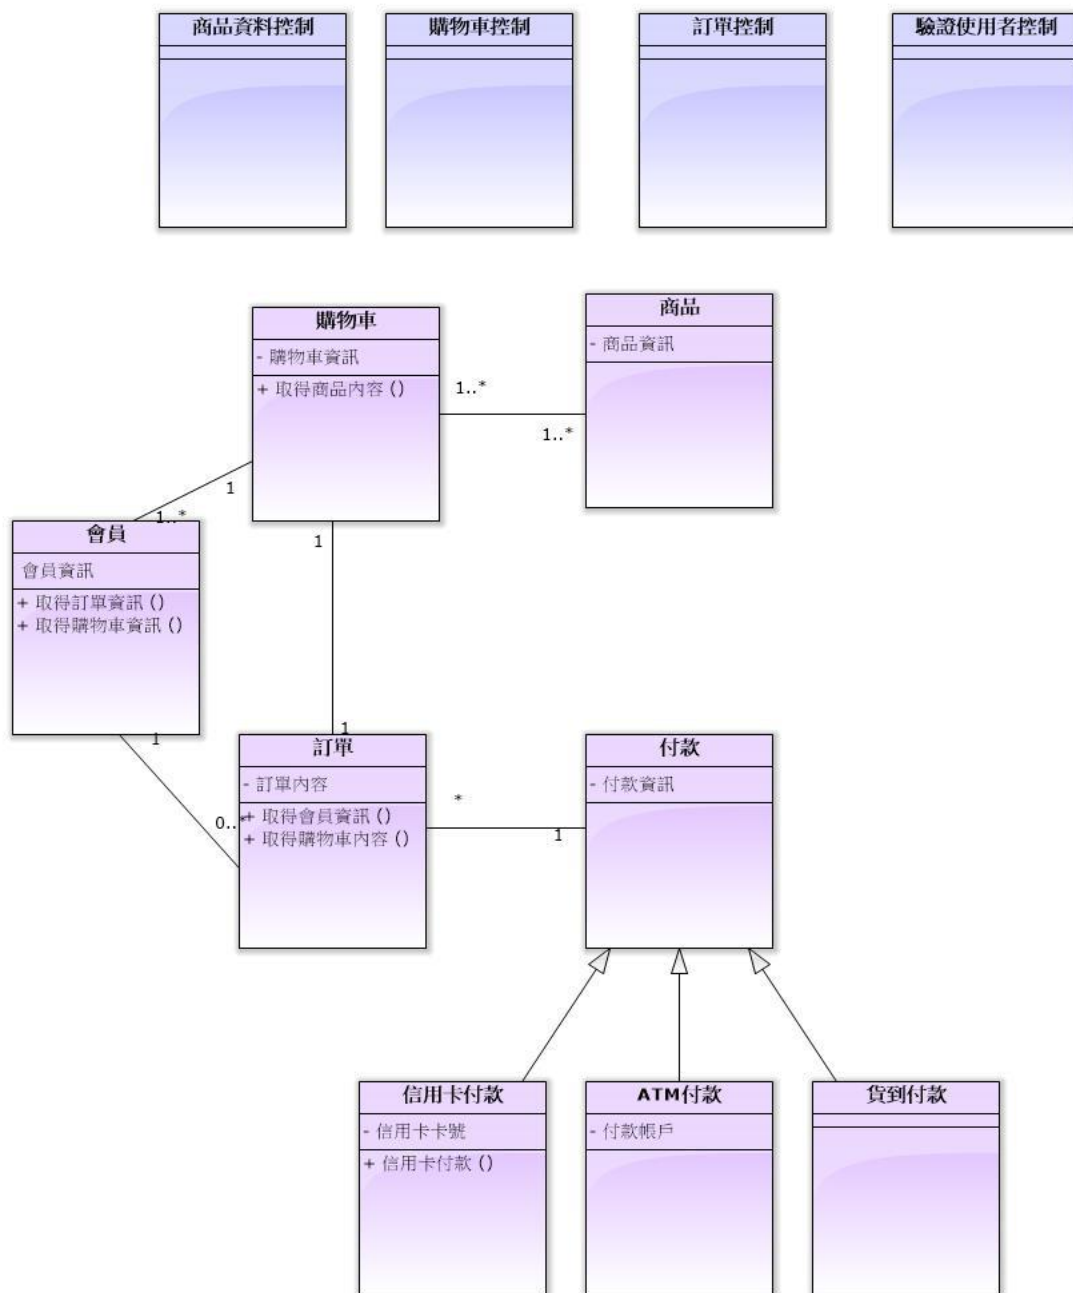 商品資料控制
購物車控制
訂單控制
驗證使用者控制
購物車
- 購物車資訊
+ 取得商品內容 ()
商品
- 商品資訊
1..*
1..*
1
1..*
會員
會員資訊
+ 取得訂單資訊 ()
+ 取得購物車資訊 ()
1
1
1
0..*
訂單
- 訂單內容
+ 取得會員資訊 ()
+ 取得購物車內容 ()
*
1
付款
- 付款資訊
信用卡付款
- 信用卡卡號
+ 信用卡付款 ()
ATM付款
- 付款帳戶
貨到付款